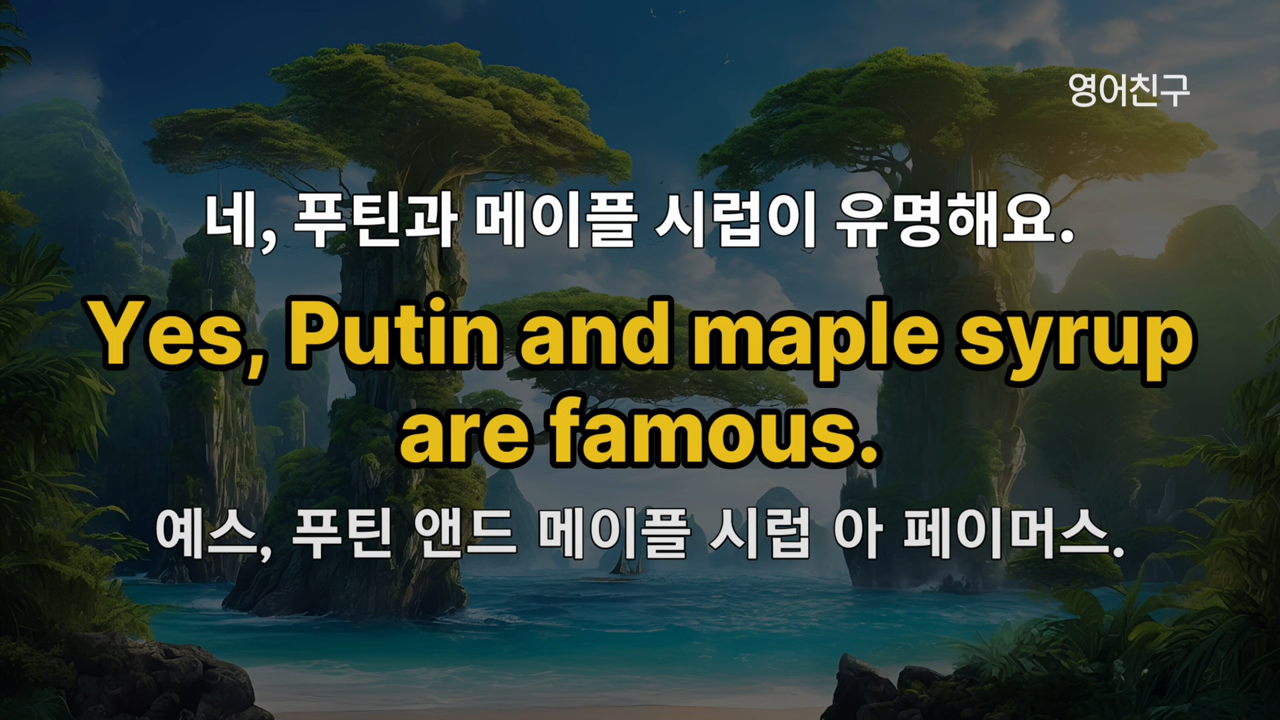 영어친구
네, 푸틴과 메이플 시럽이 유명해요.
Yes, Putin and maple syrup
are famous.
예스, 푸틴 앤드 메이플 시럽 아 페이머스.